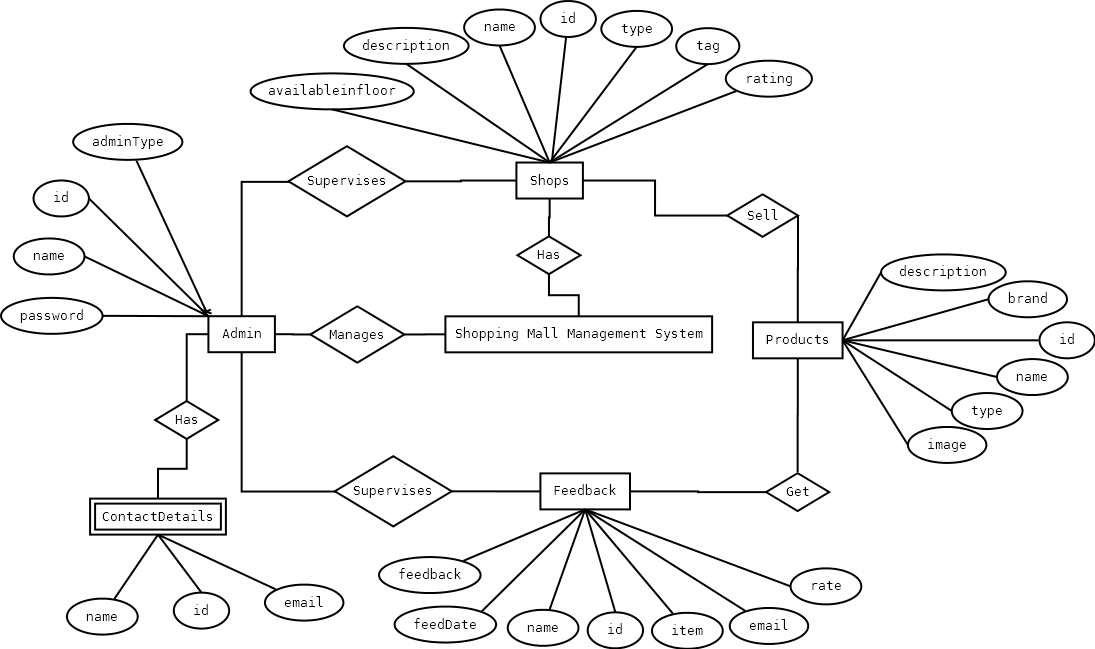 id
name
type
description
tag
rating
availableinfloor
adminType
Supervises
Shops
id
Sell
name
Has
description
brand
password
Admin
Manages
Shopping Mall Management System
Products
id
name
type
Has
image
Supervises
Feedback
Get
ContactDetails
feedback
rate
name
id
email
feedDate
name
id
item
email